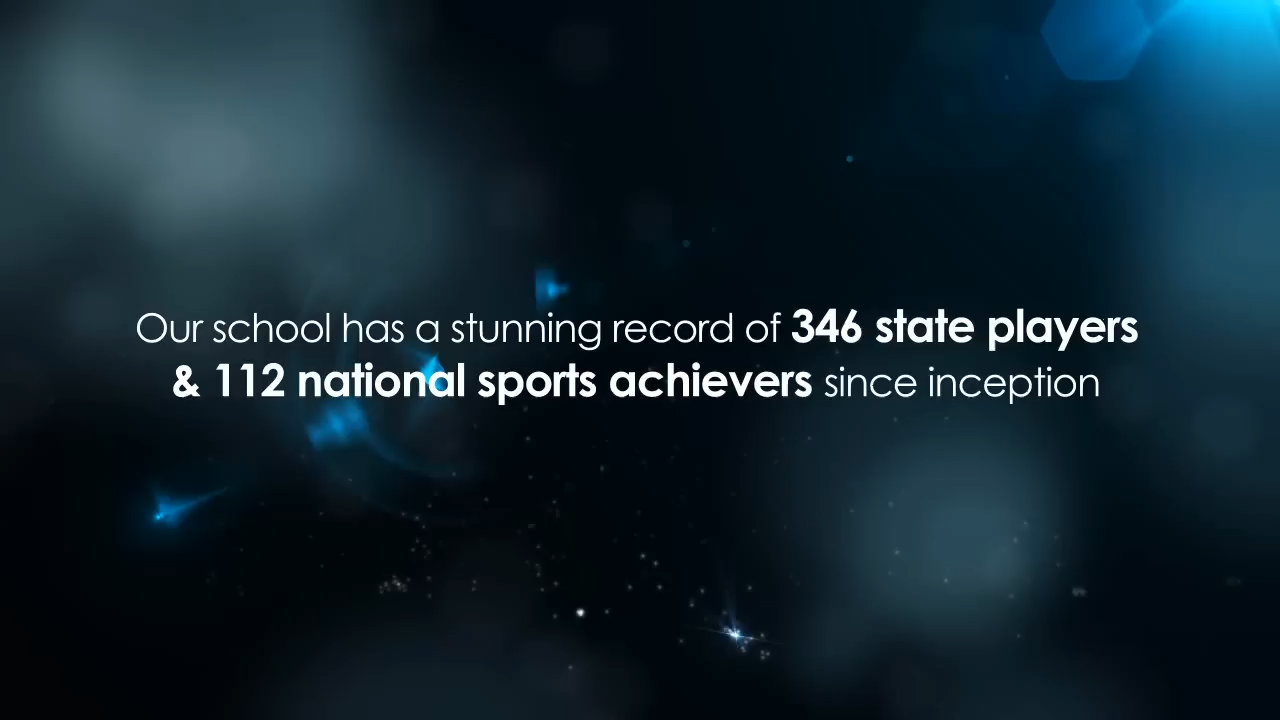 Our school has a stunning record of 346 state players
& 112 national sports achievers since inception